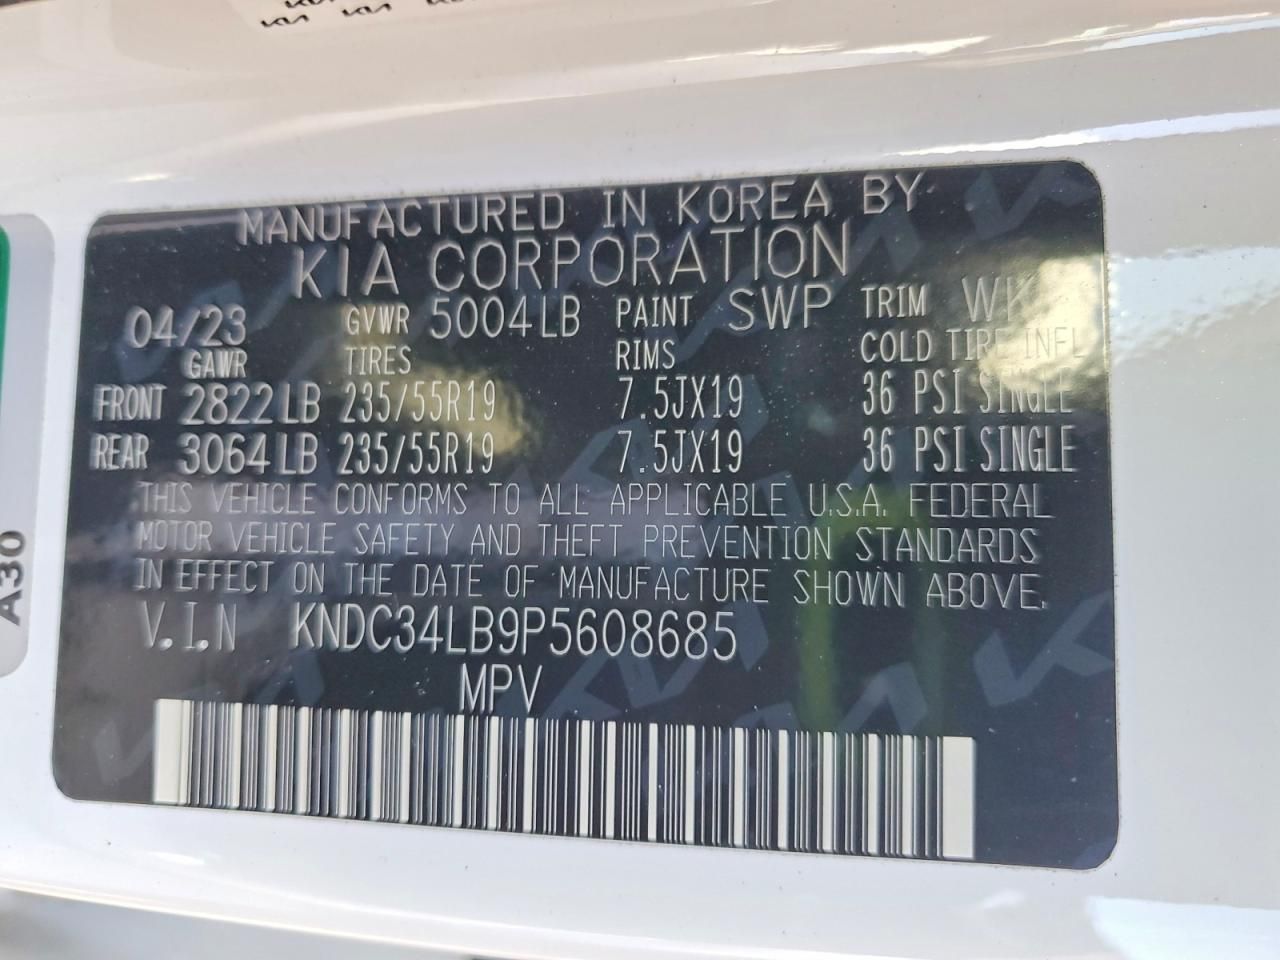 MANUFACTURED IN KOREA BY
KIA CORPORATION
04/23 GVWR 5004LB PAINT SWP TRIM WK
GAWR TIRES RIMS COLD TIRE INFL
FRONT 2822LB 235/55R19 7.5JX19 36 PSI SINGLE
REAR 3064LB 235/55R19 7.5JX19 36 PSI SINGLE
THIS VEHICLE CONFORMS TO ALL APPLICABLE U.S.A. FEDERAL
MOTOR VEHICLE SAFETY AND THEFT PREVENTION STANDARDS
IN EFFECT ON THE DATE OF MANUFACTURE SHOWN ABOVE.
V.I.N KNDC34LB9P5608685
MPV
A30